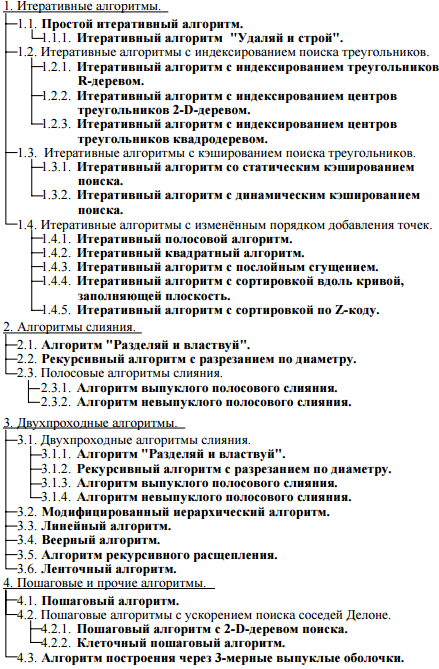 1. Итеративные алгоритмы.
1.1. Простой итеративный алгоритм.
1.1.1. Итеративный алгоритм "Удаляй и строй".
1.2. Итеративные алгоритмы с индексированием поиска треугольников.
1.2.1. Итеративный алгоритм с индексированием треугольников
R-деревом.
1.2.2. Итеративный алгоритм с индексированием центров
треугольников 2-D-деревом.
1.2.3. Итеративный алгоритм с индексированием центров
треугольников квадродеревом.
1.3. Итеративные алгоритмы с кэшированием поиска треугольников.
1.3.1. Итеративный алгоритм со статическим кэшированием
поиска.
1.3.2. Итеративный алгоритм с динамическим кэшированием
поиска.
1.4. Итеративные алгоритмы с изменённым порядком добавления точек.
1.4.1. Итеративный полосовой алгоритм.
1.4.2. Итеративный квадратный алгоритм.
1.4.3. Итеративный алгоритм с послойным сгущением.
1.4.4. Итеративный алгоритм с сортировкой вдоль кривой,
заполняющей плоскость.
1.4.5. Итеративный алгоритм с сортировкой по Z-коду.
2. Алгоритмы слияния.
2.1. Алгоритм "Разделяй и властвуй".
2.2. Рекурсивный алгоритм с разрезанием по диаметру.
2.3. Полосовые алгоритмы слияния.
2.3.1. Алгоритм выпуклого полосового слияния.
2.3.2. Алгоритм невыпуклого полосового слияния.
3. Двухпроходные алгоритмы.
3.1. Двухпроходные алгоритмы слияния.
3.1.1. Алгоритм "Разделяй и властвуй".
3.1.2. Рекурсивный алгоритм с разрезанием по диаметру.
3.1.3. Алгоритм выпуклого полосового слияния.
3.1.4. Алгоритм невыпуклого полосового слияния.
3.2. Модифицированный иерархический алгоритм.
3.3. Линейный алгоритм.
3.4. Веерный алгоритм.
3.5. Алгоритм рекурсивного расщепления.
3.6. Ленточный алгоритм.
4. Пошаговые и прочие алгоритмы.
4.1. Пошаговый алгоритм.
4.2. Пошаговые алгоритмы с ускорением поиска соседей Делоне.
4.2.1. Пошаговый алгоритм с 2-D-деревом поиска.
4.2.2. Клеточный пошаговый алгоритм.
4.3. Алгоритм построения через 3-мерные выпуклые оболочки.